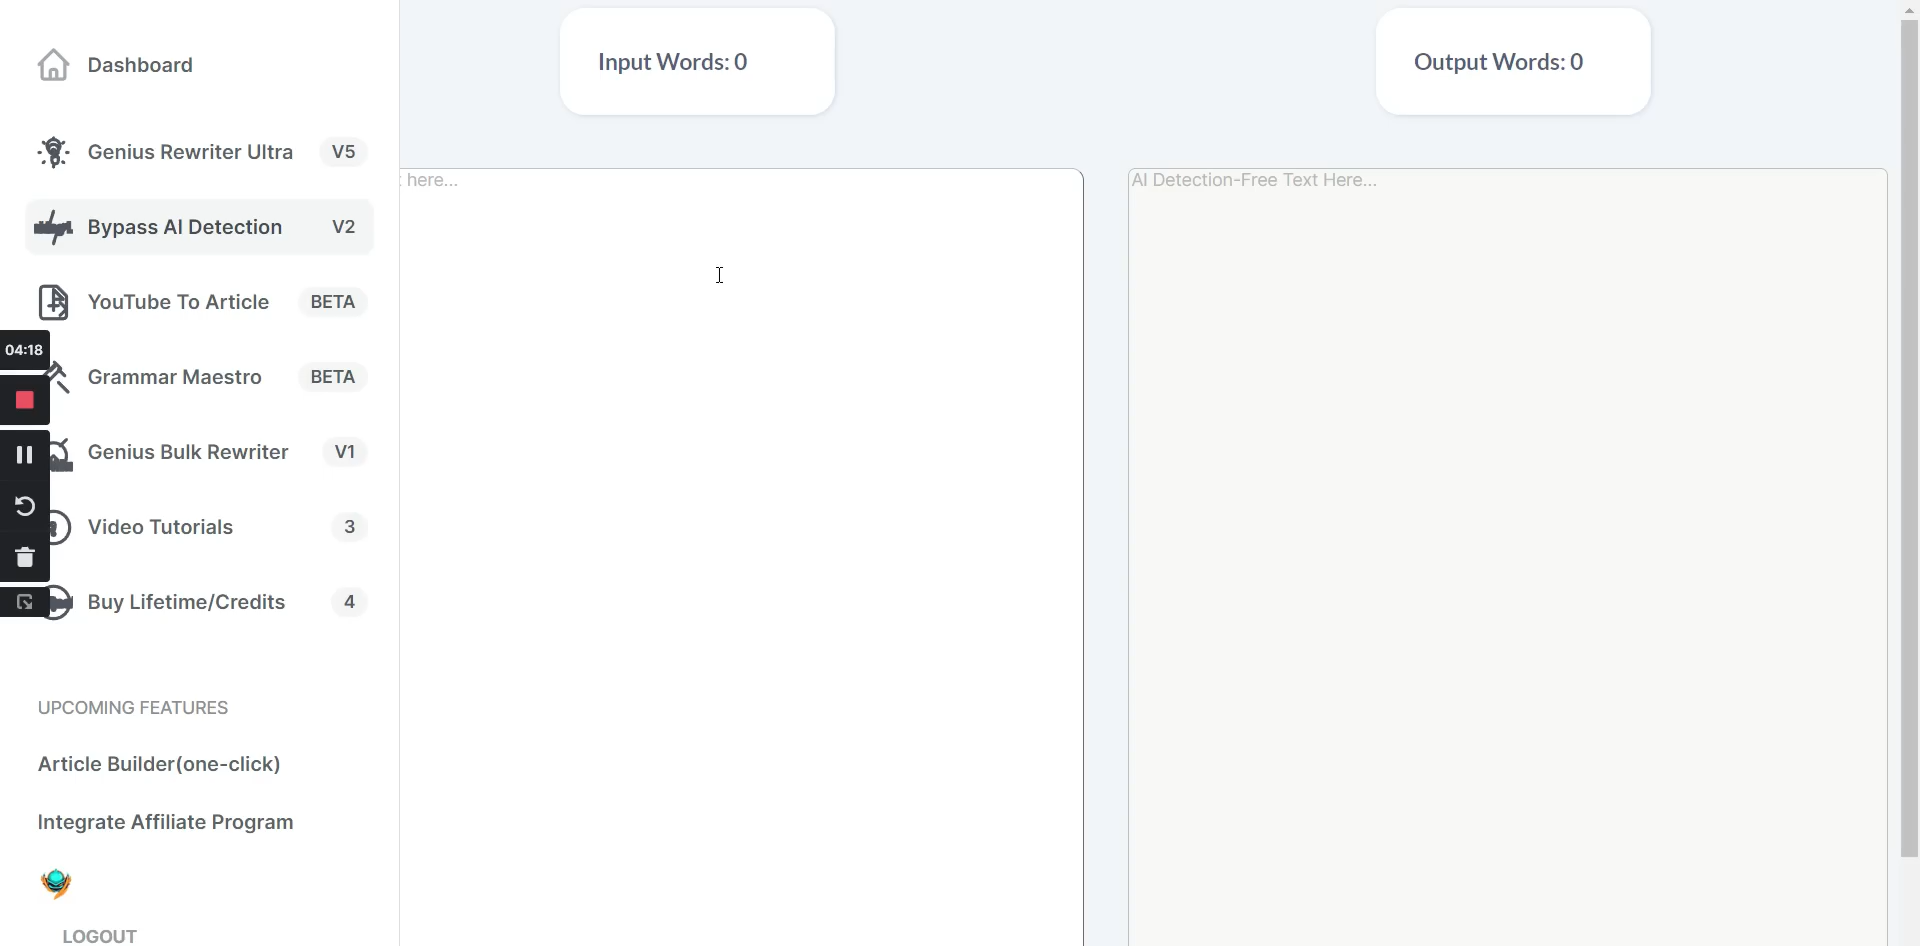 Dashboard
Genius Rewriter Ultra V5
Bypass AI Detection V2
YouTube To Article BETA
04:18
Grammar Maestro BETA
Genius Bulk Rewriter V1
Video Tutorials 3
Buy Lifetime/Credits 4
UPCOMING FEATURES
Article Builder(one-click)
Integrate Affiliate Program
LOGOUT
Input Words: 0
here...
Output Words: 0
AI Detection-Free Text Here...